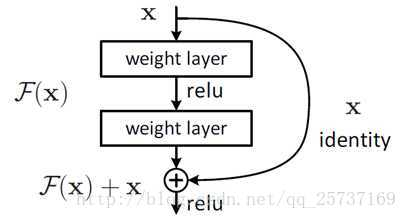 x
weight layer
relu
F(x)
weight layer
x
identity
F(x) + x
http://blog.csdn.net/qq_25737169
relu